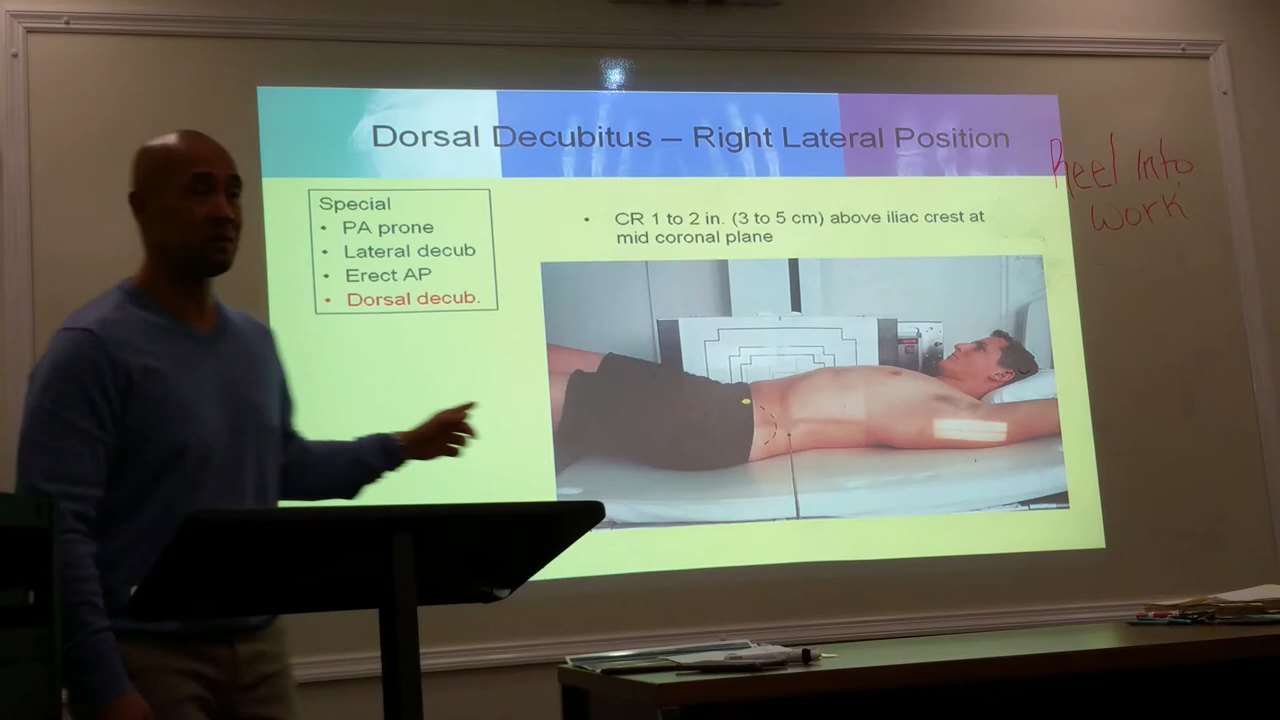 Dorsal Decubitus – Right Lateral Position
Special
• PA prone
• Lateral decub
• Erect AP
• Dorsal decub.
• CR 1 to 2 in. (3 to 5 cm) above iliac crest at
mid coronal plane
Reel Into
work